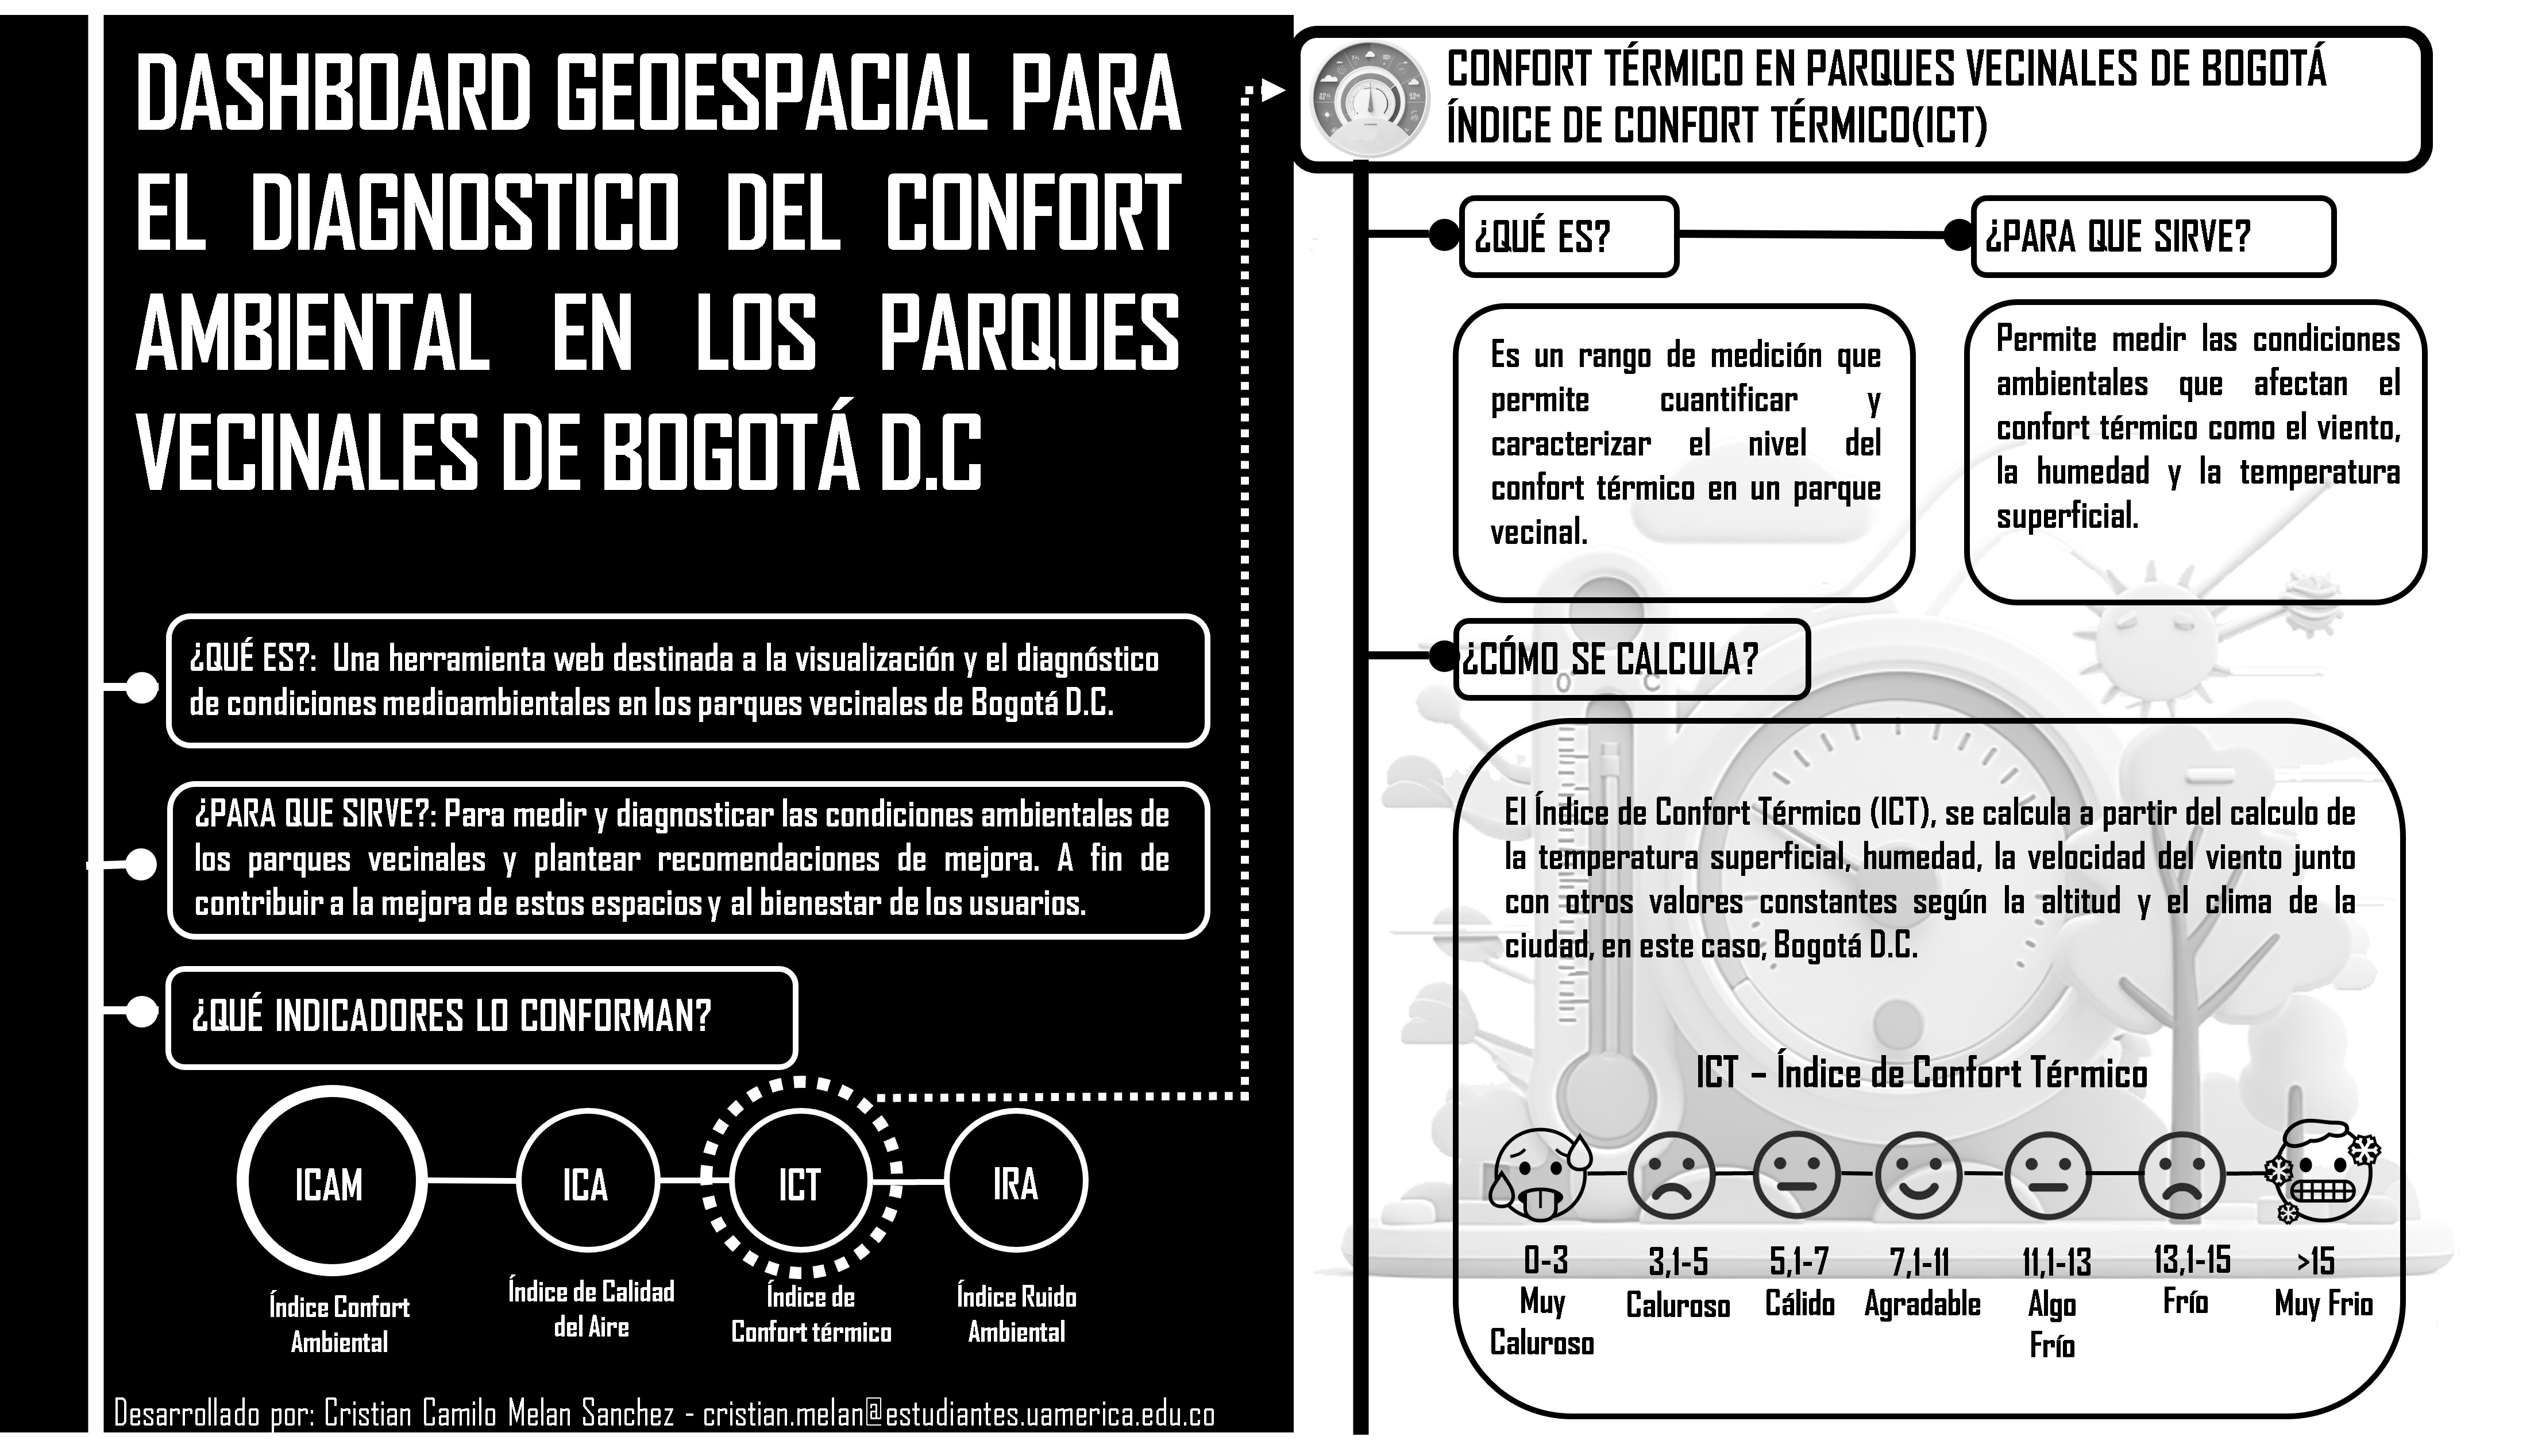 DASHBOARD GEOESPACIAL PARA
EL DIAGNOSTICO DEL CONFORT
AMBIENTAL EN LOS PARQUES
VECINALES DE BOGOTÁ D.C
¿QUÉ ES?: Una herramienta web destinada a la visualización y el diagnóstico
de condiciones medioambientales en los parques vecinales de Bogotá D.C.
¿PARA QUE SIRVE?: Para medir y diagnosticar las condiciones ambientales de
los parques vecinales y plantear recomendaciones de mejora. A fin de
contribuir a la mejora de estos espacios y al bienestar de los usuarios.
¿QUÉ INDICADORES LO CONFORMAN?
ICAM
ICA
ICT
IRA
Índice Confort
Ambiental
Índice de Calidad
del Aire
Índice de
Confort térmico
Índice Ruido
Ambiental
Desarrollado por: Cristian Camilo Melan Sanchez - cristian.melan@estudiantes.uamerica.edu.co
CONFORT TÉRMICO EN PARQUES VECINALES DE BOGOTÁ
ÍNDICE DE CONFORT TÉRMICO(ICT)
¿QUÉ ES?
Es un rango de medición que
permite cuantificar y
caracterizar el nivel del
confort térmico en un parque
vecinal.
¿PARA QUE SIRVE?
Permite medir las condiciones
ambientales que afectan el
confort térmico como el viento,
la humedad y la temperatura
superficial.
¿CÓMO SE CALCULA?
El Índice de Confort Térmico (ICT), se calcula a partir del calculo de
la temperatura superficial, humedad, la velocidad del viento junto
con otros valores constantes según la altitud y el clima de la
ciudad, en este caso, Bogotá D.C.
ICT – Índice de Confort Térmico
0-3
Muy
Caluroso
3,1-5
Caluroso
5,1-7
Cálido
7,1-11
Agradable
11,1-13
Algo
Frío
13,1-15
Frío
>15
Muy Frio